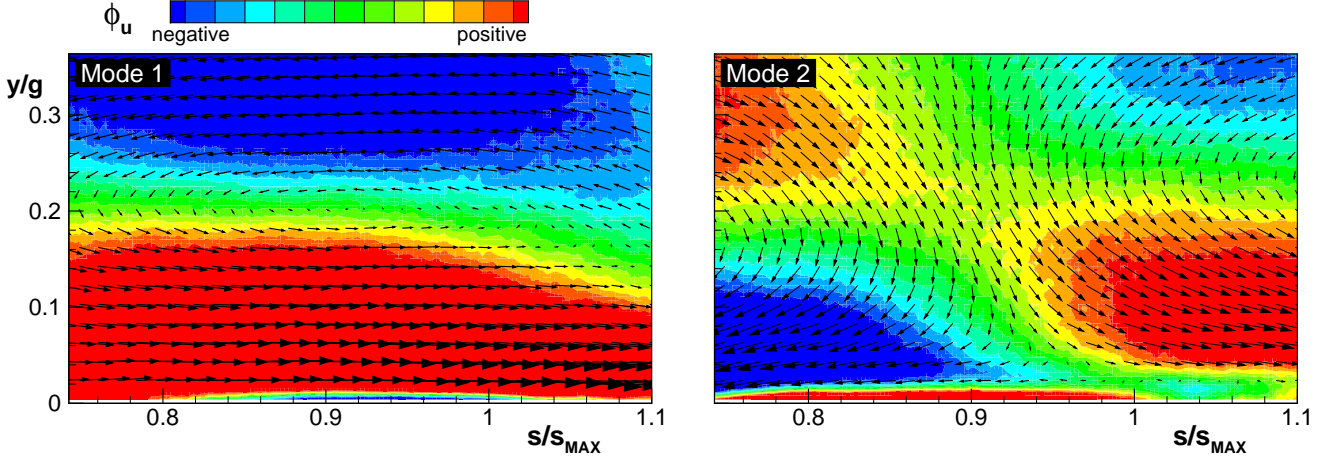 ϕu
negative positive
Mode 1
Mode 2
y/g
0.3
0.2
0.1
0
0.8 0.9 1 1.1
s/sMAX
0.8 0.9 1 1.1
s/sMAX